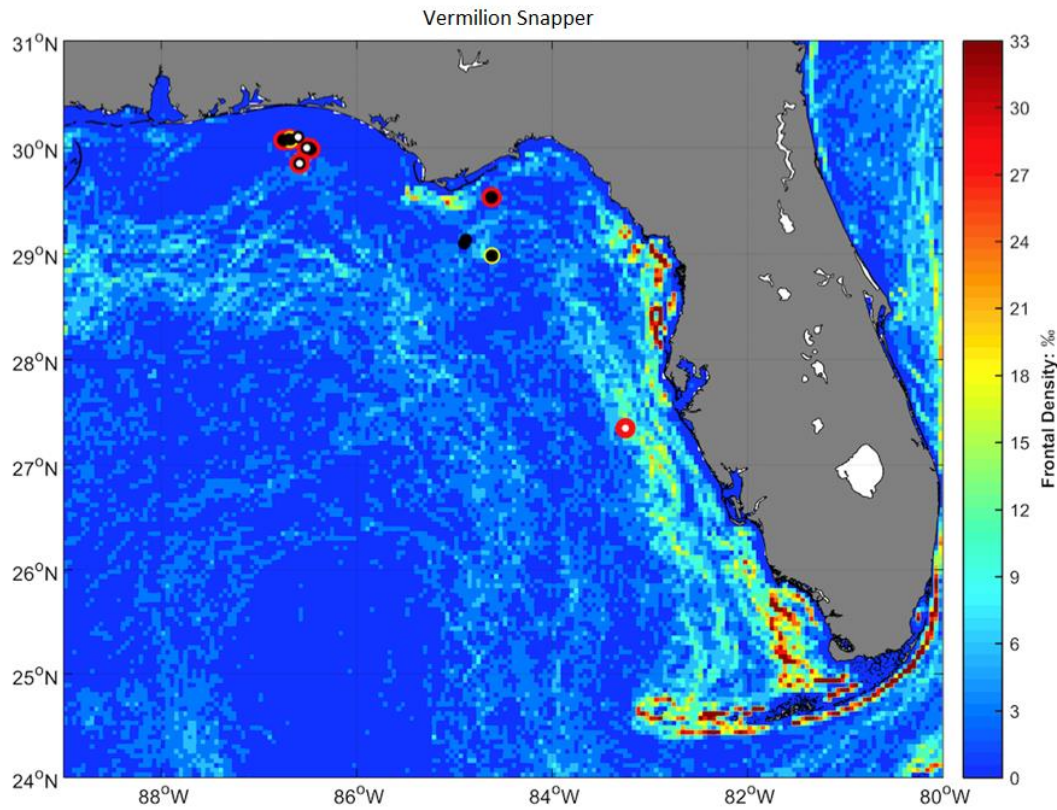 Vermilion Snapper
31°N
30°N
29°N
28°N
27°N
26°N
25°N
24°N
88°W
86°W
84°W
82°W
80°W
33
30
27
24
21
18
15
12
9
6
3
0
Frontal Density: ‰